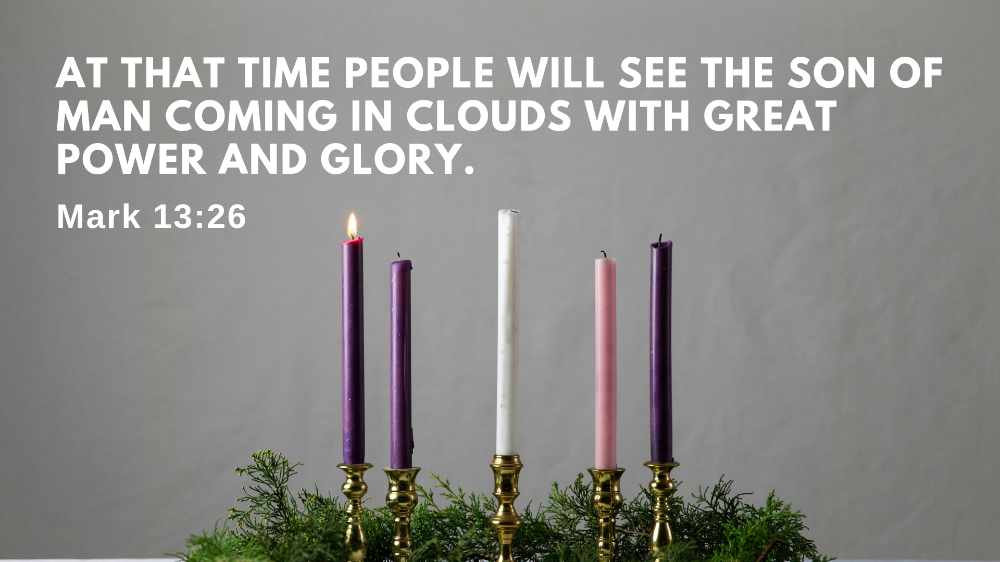 AT THAT TIME PEOPLE WILL SEE THE SON OF
MAN COMING IN CLOUDS WITH GREAT
POWER AND GLORY.
Mark 13:26